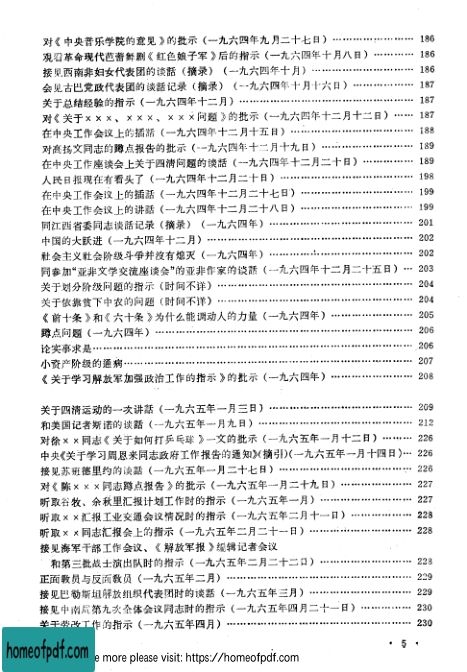 对《中央音乐学院的意见》的批示（一九六四年九月二十七日）……186
观看革命现代芭蕾舞剧《红色娘子军》后的指示（一九六四年十月八日）……186
接见西南非妇女代表团的谈话（摘录）（一九六四年十月）……186
会见古巴党政代表团的谈话记录（摘录）（一九六四年十月十六日）……187
关于总结经验的指示（一九六四年十二月）……187
对《关于×××、×××、×××问题》的批示（一九六四年十二月十二日）……187
在中央工作会议上的插话（一九六四年十二月十五日）……188
对高扬文同志的蹲点报告的批示（一九六四年十二月十九日）……189
在中央工作座谈会上关于四清问题的谈话（一九六四年十二月二十日）……189
人民日报现在有看头了（一九六四年十二月二十日）……198
在中央工作会议上的插话（一九六四年十二月二十七日）……199
在中央工作会议上的讲话（一九六四年十二月二十八日）……199
同江西省委同志谈话记录（摘录）（一九六四年）……201
中国的大跃进（一九六四年十二月）……202
社会主义社会阶级斗争并没有熄灭（一九六四年）……202
同参加“亚非文学交流座谈会”的亚非作家的谈话（一九六四年十二月二十五日）…203
关于划分阶级问题的指示（时间不详）……204
关于依靠贫下中农的问题（时间不详）……204
《前十条》和《六十条》为什么能调动人的力量（一九六四年）……205
蹲点问题（一九六四年）……206
论实事求是……206
小资产阶级的通病……207
《关于学习解放军加强政治工作的指示》的批示（一九六四年）……208
关于四清运动的一次讲话（一九六五年一月三日）……209
和美国记者斯诺的谈话（一九六五年一月九日）……212
对徐××同志《关于如何打乒乓球》一文的批示（一九六五年一月十二日）……226
中央《关于学习周恩来同志政府工作报告的通知》（摘引）（一九六五年一月十四日）…226
接见苏班德里约的谈话（一九六五年一月二十七日）……226
对《陈×××同志蹲点报告》的批示（一九六五年一月二十九日）……227
听取谷牧、余秋里汇报计划工作时的指示（一九六五年一月）……227
听取××汇报工业交通会议情况时的指示（一九六五年二月十一日）……228
听取××同志汇报会上的指示（一九六五年二月二十一日）……228
接见海军干部工作会议、《解放军报》编辑记者会议
和第三批战士演出队时的指示（一九六五年二月二十二日）……228
正面教员与反面教员（一九六五年二月）……229
接见巴勒斯坦解放组织代表团时的谈话（一九六五年三月）……229
接见中南局第九次全体会议同志时的指示（一九六五年四月二十一日）……230
关于劳改工作的指示（一九六五年四月）……230
· 5 ·
homeofpdf.com
e more please visit: https://homeofpdf.com